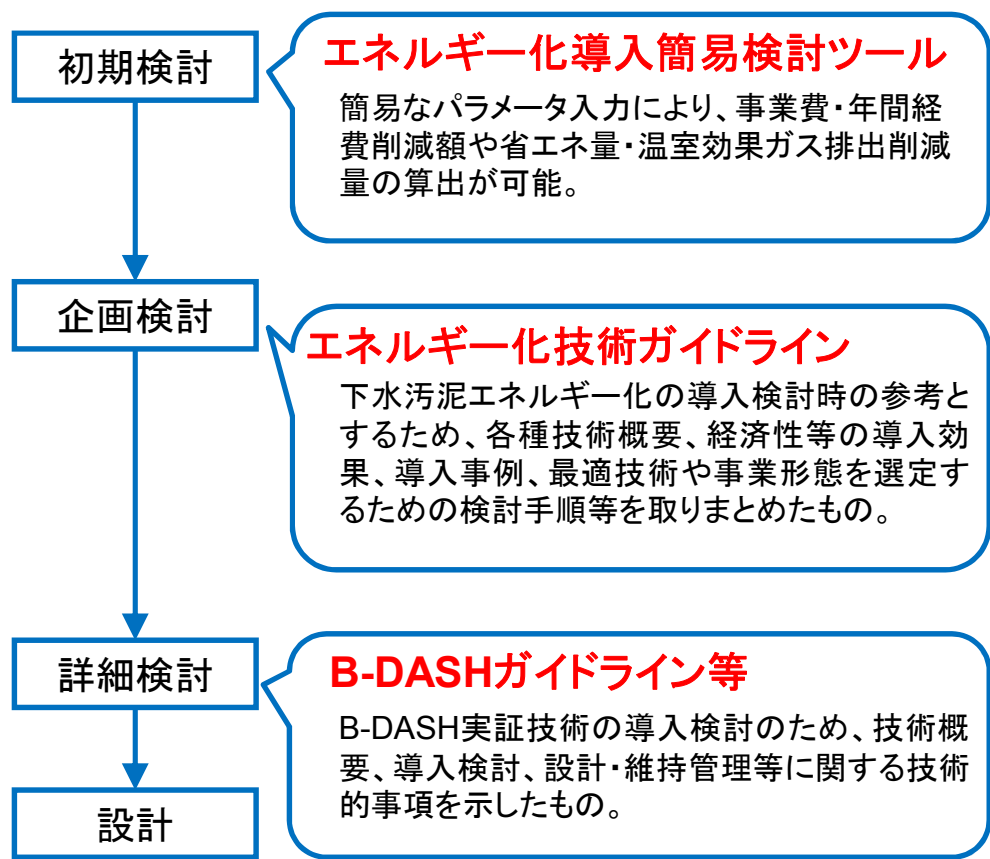 初期検討
エネルギー化導入簡易検討ツール
簡易なパラメータ入力により、事業費・年間経
費削減額や省エネ量・温室効果ガス排出削減
量の算出が可能。
企画検討
エネルギー化技術ガイドライン
下水汚泥エネルギー化の導入検討時の参考と
するため、各種技術概要、経済性等の導入効
果、導入事例、最適技術や事業形態を選定す
るための検討手順等を取りまとめたもの。
詳細検討
B-DASHガイドライン等
B-DASH実証技術の導入検討のため、技術概
要、導入検討、設計・維持管理等に関する技術
的事項を示したもの。
設計